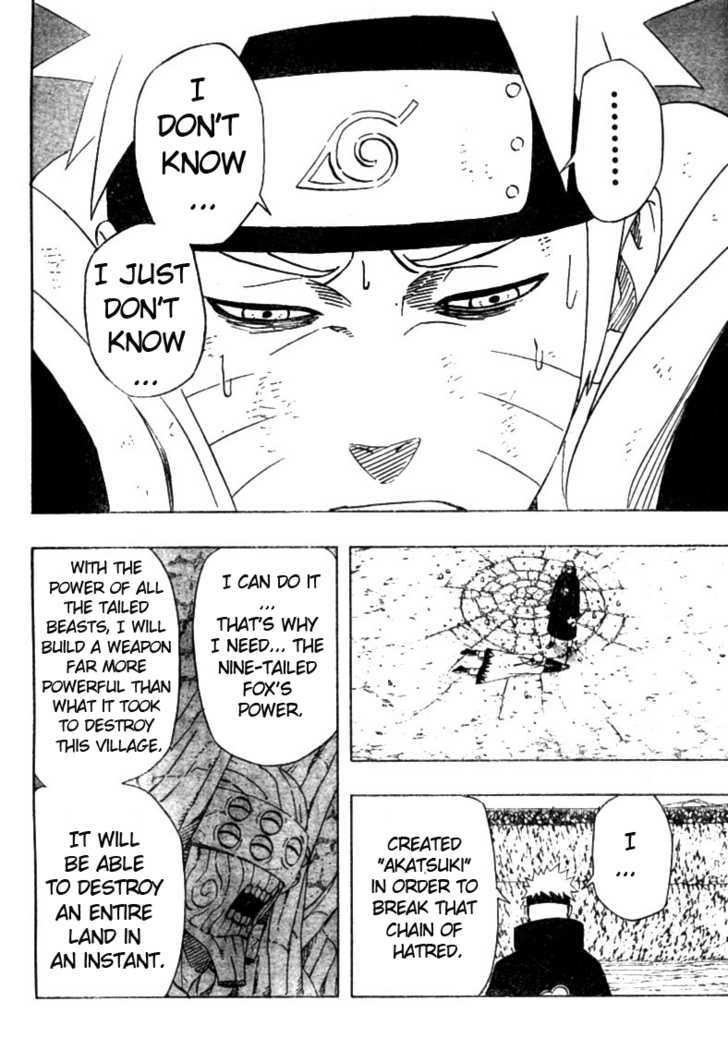 .........
I
DON'T
KNOW
...
I JUST
DON'T
KNOW
...
I
...
CREATED
"AKATSUKI"
IN ORDER TO
BREAK THAT
CHAIN OF
HATRED.
I CAN DO IT
...
THAT'S WHY
I NEED... THE
NINE-TAILED
FOX'S
POWER.
WITH THE
POWER OF ALL
THE TAILED
BEASTS, I WILL
BUILD A WEAPON
FAR MORE
POWERFUL THAN
WHAT IT TOOK
TO DESTROY
THIS VILLAGE.
IT WILL
BE ABLE
TO DESTROY
AN ENTIRE
LAND IN
AN INSTANT.